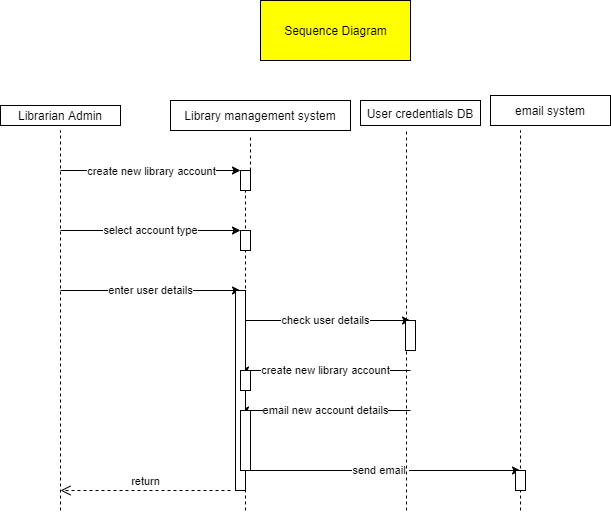 Sequence Diagram
Librarian Admin
Library management system
User credentials DB
email system
create new library account
select account type
enter user details
check user details
create new library account
email new account details
send email
return